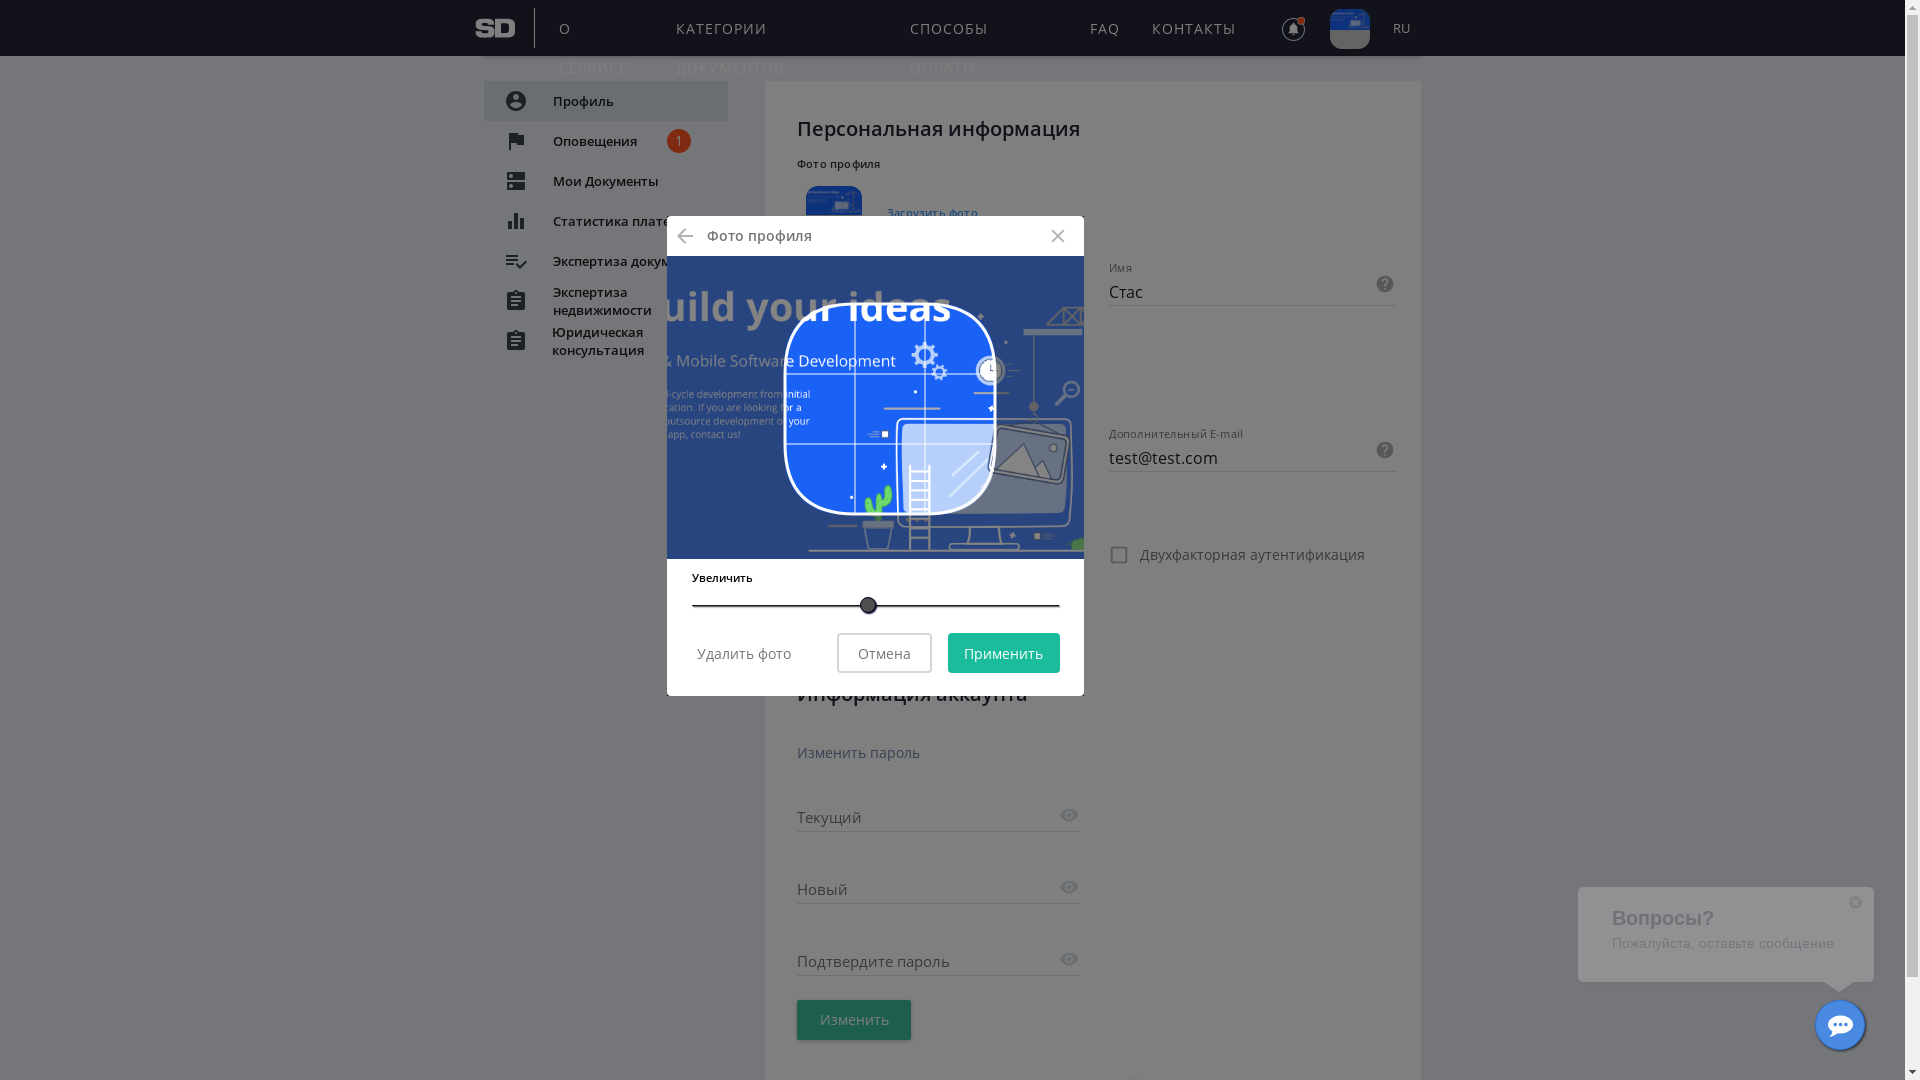 SD
О СЕРВИСЕ
КАТЕГОРИИ ДОКУМЕНТОВ
СПОСОБЫ ОПЛАТЫ
FAQ
КОНТАКТЫ
RU
Профиль
Оповещения 1
Мои Документы
Статистика плате
Экспертиза докум
Экспертиза
недвижимости
Юридическая
консультация
Персональная информация
Фото профиля
Загрузить фото
Имя
Стас
Дополнительный E-mail
test@test.com
Двухфакторная аутентификация
Фото профиля
uild your ideas
& Mobile Software Development
l-cycle development from initial
cation. If you are looking for a
outsource development of your
app, contact us!
Увеличить
Удалить фото
Отмена
Применить
Информация аккаунта
Изменить пароль
Текущий
Новый
Подтвердите пароль
Изменить
Вопросы?
Пожалуйста, оставьте сообщение